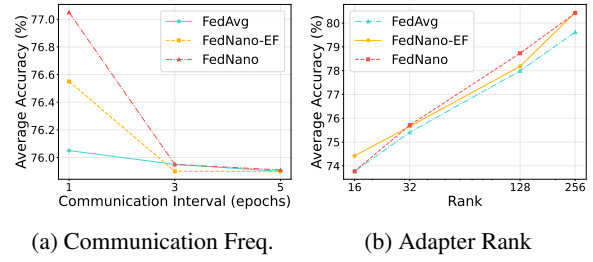 77.0
76.8
76.6
76.4
76.2
76.0
Average Accuracy (%)
FedAvg
FedNano-EF
FedNano
1
3
5
Communication Interval (epochs)
(a) Communication Freq.
80
79
78
77
75
74
Average Accuracy (%)
FedAvg
FedNano-EF
FedNano
16
32
128
256
Rank
(b) Adapter Rank